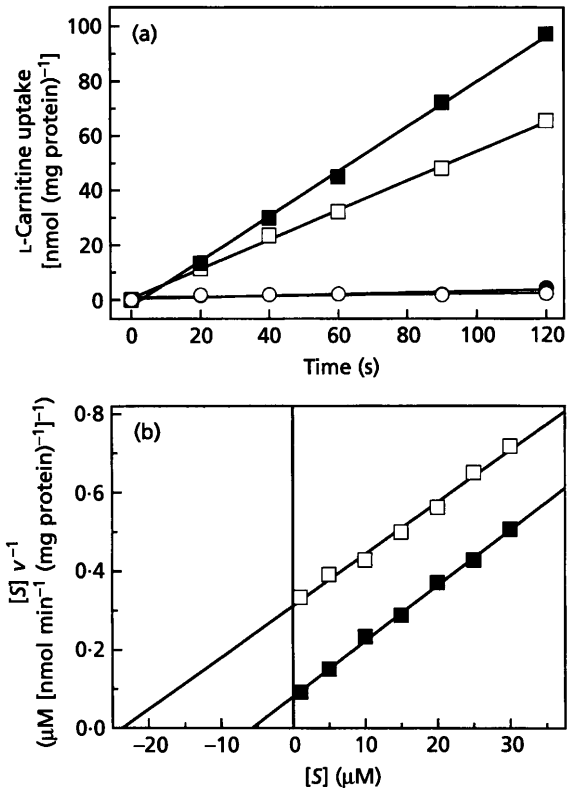 (a)
L-Carnitine uptake
[nmol (mg protein)⁻¹]
100
80
60
40
20
0
0 20 40 60 80 100 120
Time (s)
(b)
[S] v⁻¹
(μM [nmol min⁻¹ (mg protein)⁻¹]⁻¹)
0·8
0·6
0·4
0·2
0·0
−20 −10 0 10 20 30
[S] (μM)